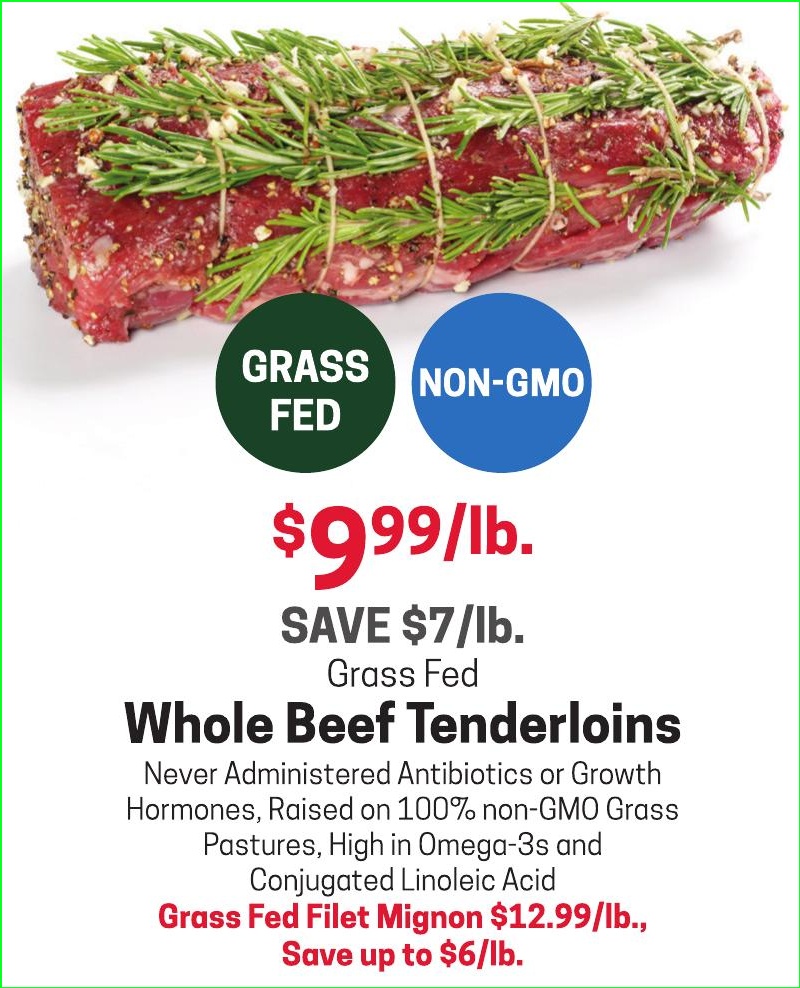 GRASS
FED
NON-GMO
$9.99/lb.
SAVE $7/lb.
Grass Fed
Whole Beef Tenderloins
Never Administered Antibiotics or Growth
Hormones, Raised on 100% non-GMO Grass
Pastures, High in Omega-3s and
Conjugated Linoleic Acid
Grass Fed Filet Mignon $12.99/lb.,
Save up to $6/lb.